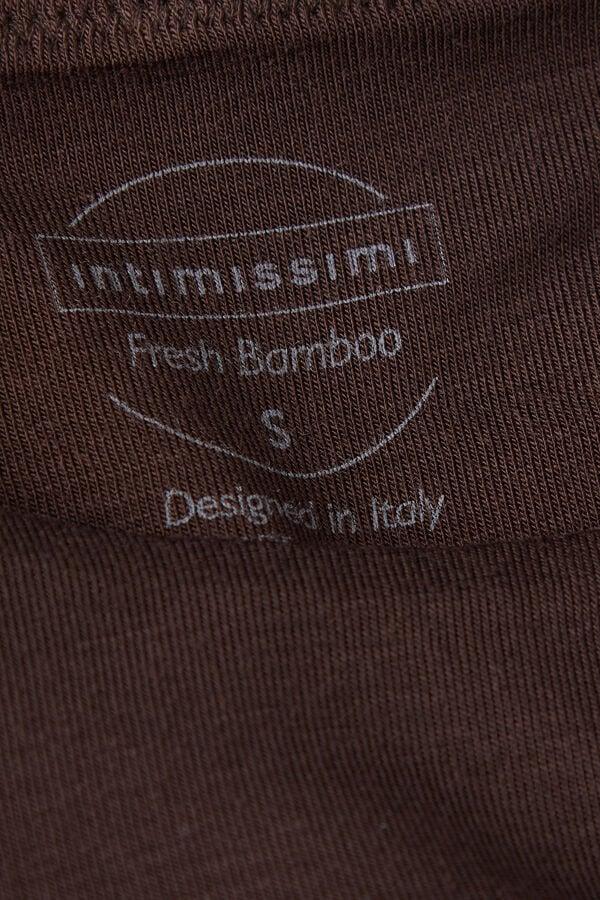 intimissimi
Fresh Bamboo
S
Designed in Italy